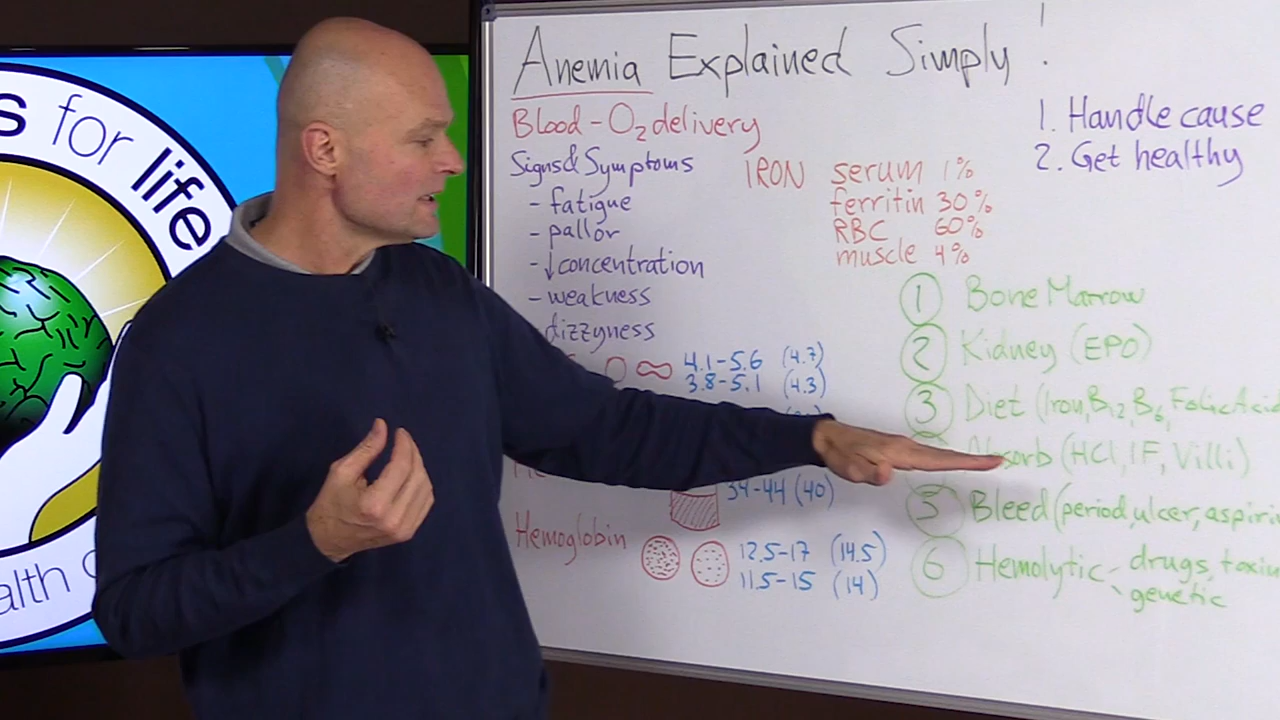 s for life
ealth
Anemia Explained Simply!
Blood - O2 delivery
1. Handle cause
2. Get healthy
Signs & Symptoms
- fatigue
- pallor
- ↓concentration
- weakness
dizzyness
IRON serum 1%
ferritin 30%
RBC 60%
muscle 4%
4.1-5.6 (4.7)
3.8-5.1 (4.3)
34-44 (40)
Hemoglobin
12.5-17 (14.5)
11.5-15 (14)
1 Bone Marrow
2 Kidney (EPO)
3 Diet (Iron, B12, B6, Folic Acid
(HCl, IF, Villi)
5 Bleed (period, ulcer, aspiri
6 Hemolytic - drugs, toxin
genetic